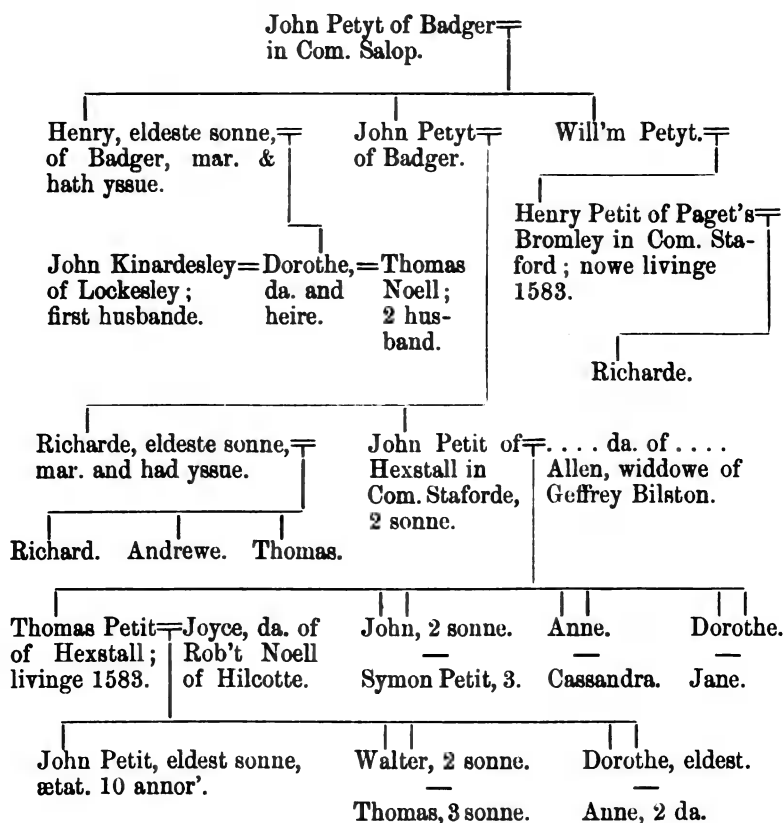 John Petyt of Badger
in Com. Salop.
Henry, eldeste sonne,
of Badger, mar. &
hath yssue.
John Petyt
of Badger.
Will'm Petyt.
Henry Petit of Paget's
Bromley in Com. Sta-
ford ; nowe livinge
1583.
John Kinardesley
of Lockesley ;
first husbande.
Dorothe,
da. and
heire.
Thomas
Noell ;
2 hus-
band.
Richarde.
Richarde, eldeste sonne,
mar. and had yssue.
John Petit of
Hexstall in
Com. Staforde,
2 sonne.
. . . . da. of . . . .
Allen, widdowe of
Geffrey Bilston.
Richard. Andrewe. Thomas.
Thomas Petit
of Hexstall ;
livinge 1583.
Joyce, da. of
Rob't Noell
of Hilcotte.
John, 2 sonne.
Symon Petit, 3.
Anne.
Cassandra.
Dorothe.
Jane.
John Petit, eldest sonne,
ætat. 10 annor'.
Walter, 2 sonne.
Thomas, 3 sonne.
Dorothe, eldest.
Anne, 2 da.